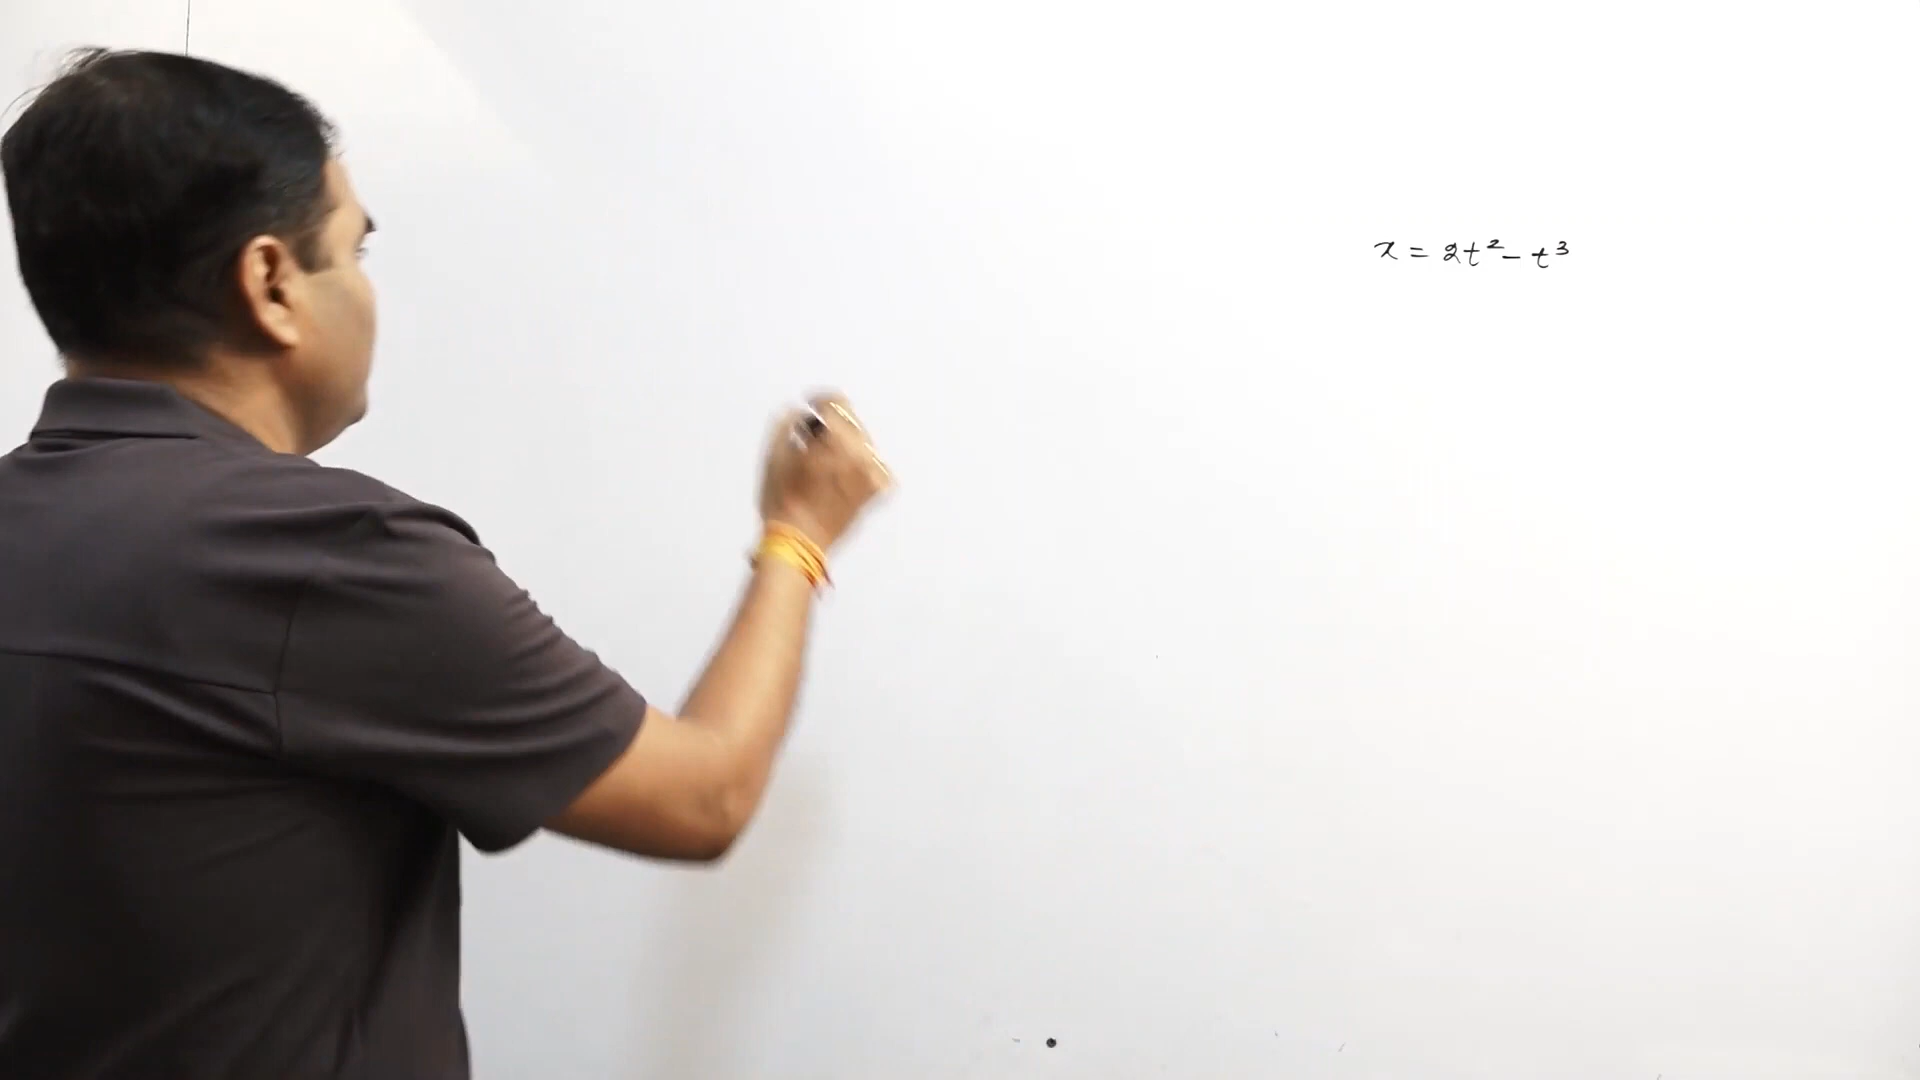 x = 2t² - t³